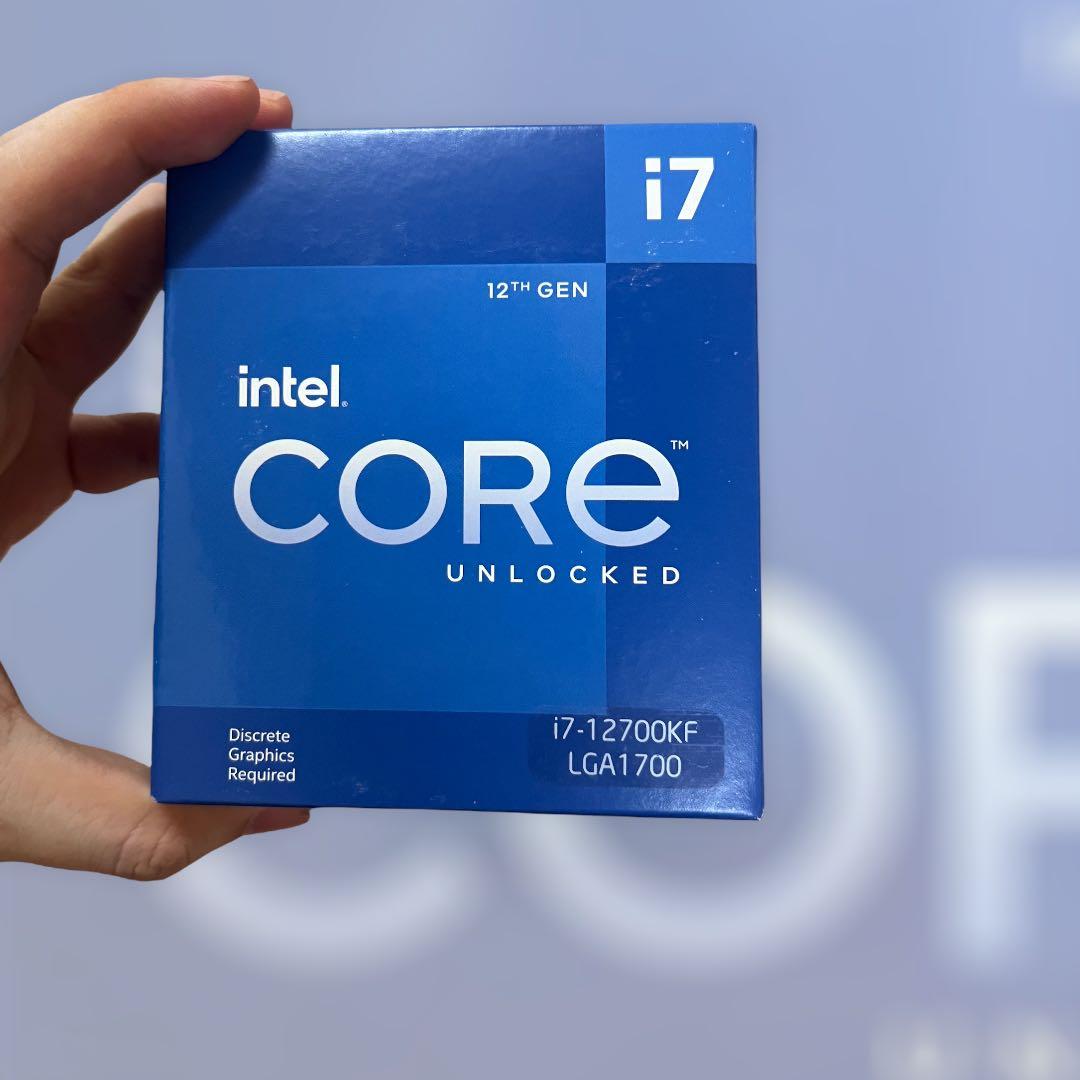 i7
12TH GEN
intel.
CORE™
UNLOCKED
Discrete
Graphics
Required
i7-12700KF
LGA1700